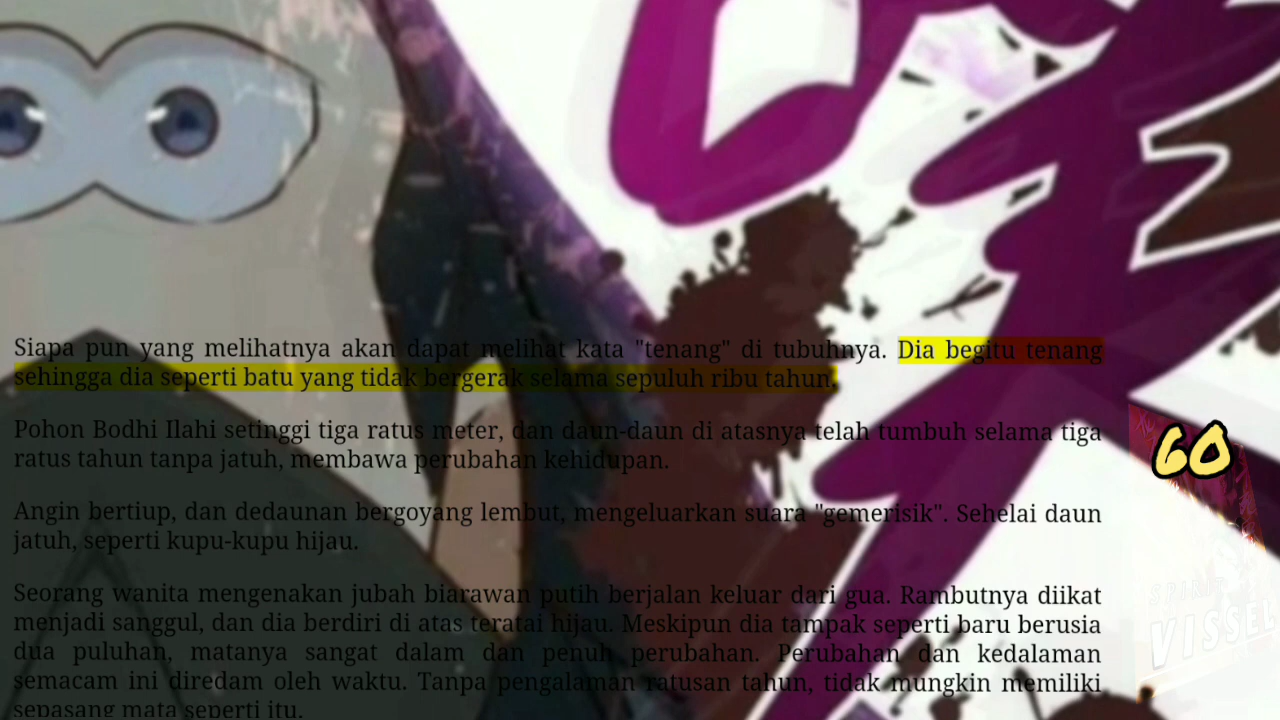 Siapa pun yang melihatnya akan dapat melihat kata "tenang" di tubuhnya. Dia begitu tenang
sehingga dia seperti batu yang tidak bergerak selama sepuluh ribu tahun.
Pohon Bodhi Ilahi setinggi tiga ratus meter, dan daun-daun di atasnya telah tumbuh selama tiga
ratus tahun tanpa jatuh, membawa perubahan kehidupan.
60
Angin bertiup, dan dedaunan bergoyang lembut, mengeluarkan suara "gemerisik". Sehelai daun
jatuh, seperti kupu-kupu hijau.
Seorang wanita mengenakan jubah biarawan putih berjalan keluar dari gua. Rambutnya diikat
menjadi sanggul, dan dia berdiri di atas teratai hijau. Meskipun dia tampak seperti baru berusia
dua puluhan, matanya sangat dalam dan penuh perubahan. Perubahan dan kedalaman
semacam ini diredam oleh waktu. Tanpa pengalaman ratusan tahun, tidak mungkin memiliki
sepasang mata seperti itu.
SPIRIT
VISSEL